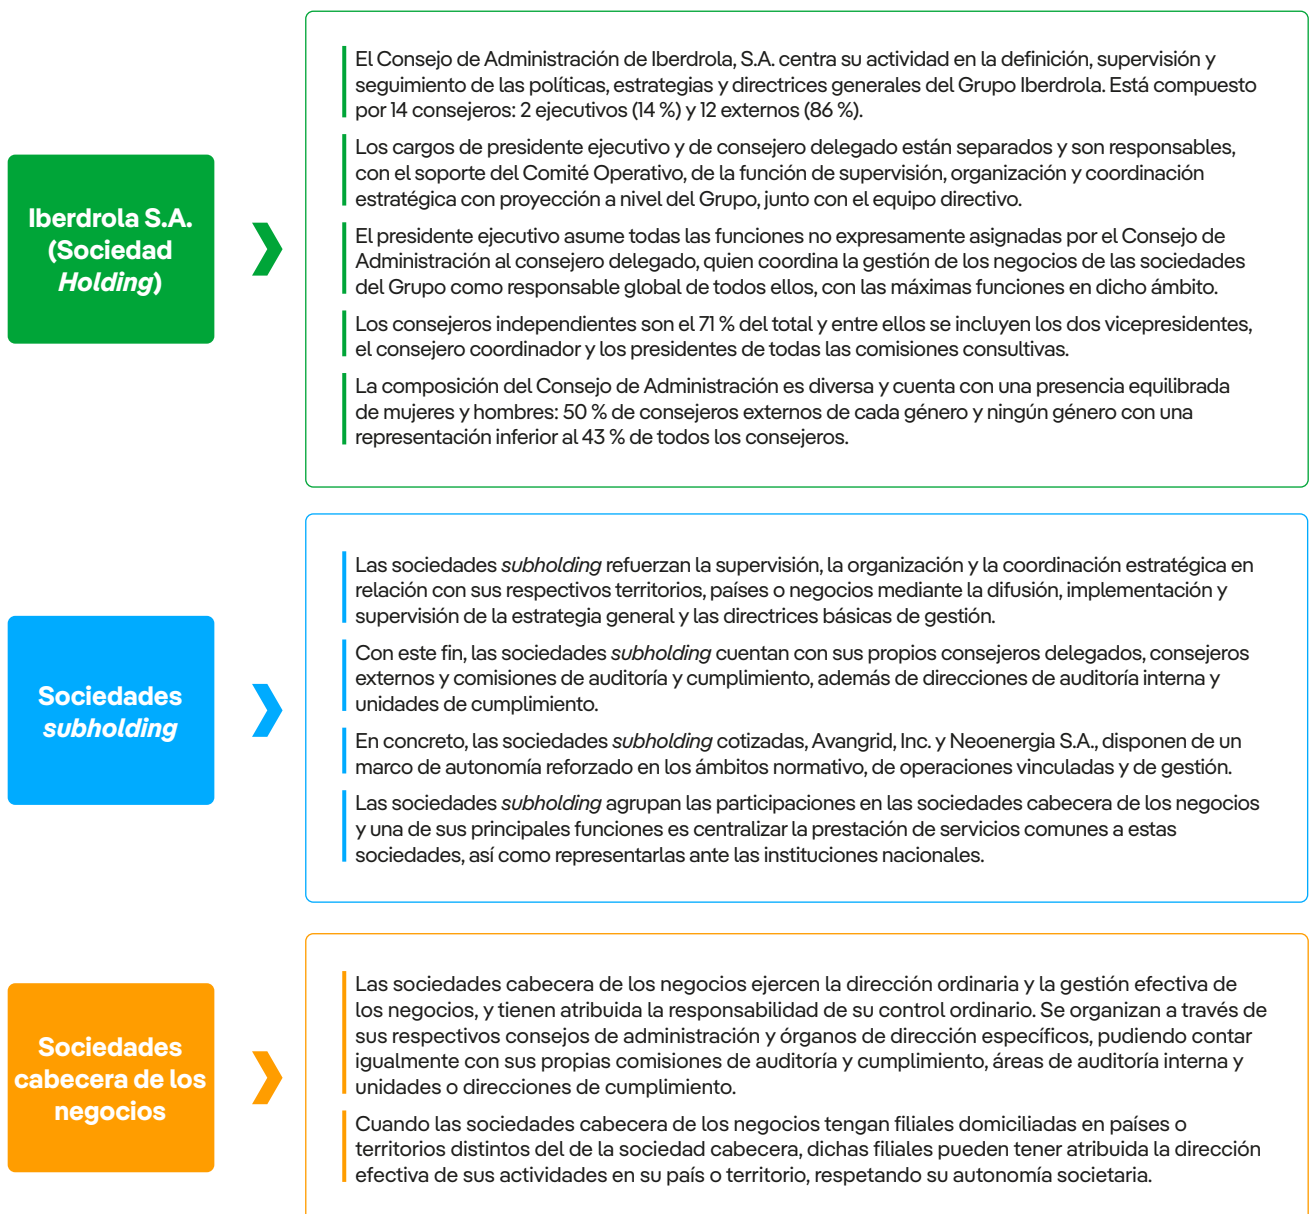 Iberdrola S.A.
(Sociedad
Holding)
El Consejo de Administración de Iberdrola, S.A. centra su actividad en la definición, supervisión y
seguimiento de las políticas, estrategias y directrices generales del Grupo Iberdrola. Está compuesto
por 14 consejeros: 2 ejecutivos (14 %) y 12 externos (86 %).
Los cargos de presidente ejecutivo y de consejero delegado están separados y son responsables,
con el soporte del Comité Operativo, de la función de supervisión, organización y coordinación
estratégica con proyección a nivel del Grupo, junto con el equipo directivo.
El presidente ejecutivo asume todas las funciones no expresamente asignadas por el Consejo de
Administración al consejero delegado, quien coordina la gestión de los negocios de las sociedades
del Grupo como responsable global de todos ellos, con las máximas funciones en dicho ámbito.
Los consejeros independientes son el 71 % del total y entre ellos se incluyen los dos vicepresidentes,
el consejero coordinador y los presidentes de todas las comisiones consultivas.
La composición del Consejo de Administración es diversa y cuenta con una presencia equilibrada
de mujeres y hombres: 50 % de consejeros externos de cada género y ningún género con una
representación inferior al 43 % de todos los consejeros.
Sociedades
subholding
Las sociedades subholding refuerzan la supervisión, la organización y la coordinación estratégica en
relación con sus respectivos territorios, países o negocios mediante la difusión, implementación y
supervisión de la estrategia general y las directrices básicas de gestión.
Con este fin, las sociedades subholding cuentan con sus propios consejeros delegados, consejeros
externos y comisiones de auditoría y cumplimiento, además de direcciones de auditoría interna y
unidades de cumplimiento.
En concreto, las sociedades subholding cotizadas, Avangrid, Inc. y Neoenergia S.A., disponen de un
marco de autonomía reforzado en los ámbitos normativo, de operaciones vinculadas y de gestión.
Las sociedades subholding agrupan las participaciones en las sociedades cabecera de los negocios
y una de sus principales funciones es centralizar la prestación de servicios comunes a estas
sociedades, así como representarlas ante las instituciones nacionales.
Sociedades
cabecera de los
negocios
Las sociedades cabecera de los negocios ejercen la dirección ordinaria y la gestión efectiva de
los negocios, y tienen atribuida la responsabilidad de su control ordinario. Se organizan a través de
sus respectivos consejos de administración y órganos de dirección específicos, pudiendo contar
igualmente con sus propias comisiones de auditoría y cumplimiento, áreas de auditoría interna y
unidades o direcciones de cumplimiento.
Cuando las sociedades cabecera de los negocios tengan filiales domiciliadas en países o
territorios distintos del de la sociedad cabecera, dichas filiales pueden tener atribuida la dirección
efectiva de sus actividades en su país o territorio, respetando su autonomía societaria.